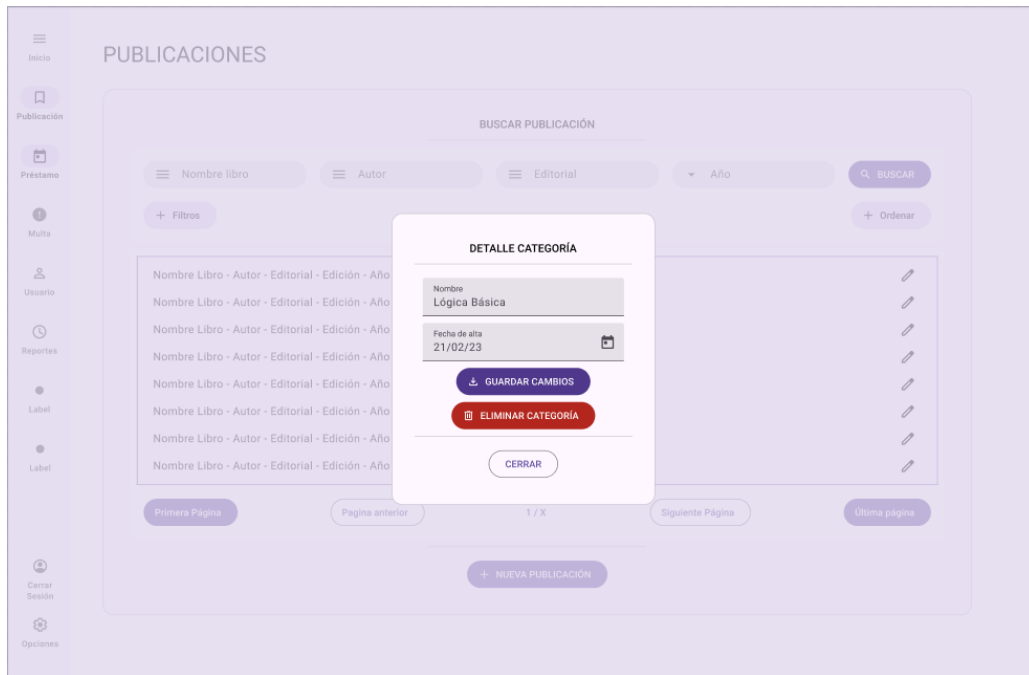 Inicio
Publicación
Préstamo
Multa
Usuario
Reportes
Label
Label
Cerrar
Sesión
Opciones
PUBLICACIONES
BUSCAR PUBLICACIÓN
Nombre libro
Autor
Editorial
Año
BUSCAR
+ Filtros
+ Ordenar
Nombre Libro - Autor - Editorial - Edición - Año
Nombre Libro - Autor - Editorial - Edición - Año
Nombre Libro - Autor - Editorial - Edición - Año
Nombre Libro - Autor - Editorial - Edición - Año
Nombre Libro - Autor - Editorial - Edición - Año
Nombre Libro - Autor - Editorial - Edición - Año
Nombre Libro - Autor - Editorial - Edición - Año
Nombre Libro - Autor - Editorial - Edición - Año
DETALLE CATEGORÍA
Nombre
Lógica Básica
Fecha de alta
21/02/23
GUARDAR CAMBIOS
ELIMINAR CATEGORÍA
CERRAR
Primera Página
Pagina anterior
1 / X
Siguiente Página
Última página
+ NUEVA PUBLICACIÓN